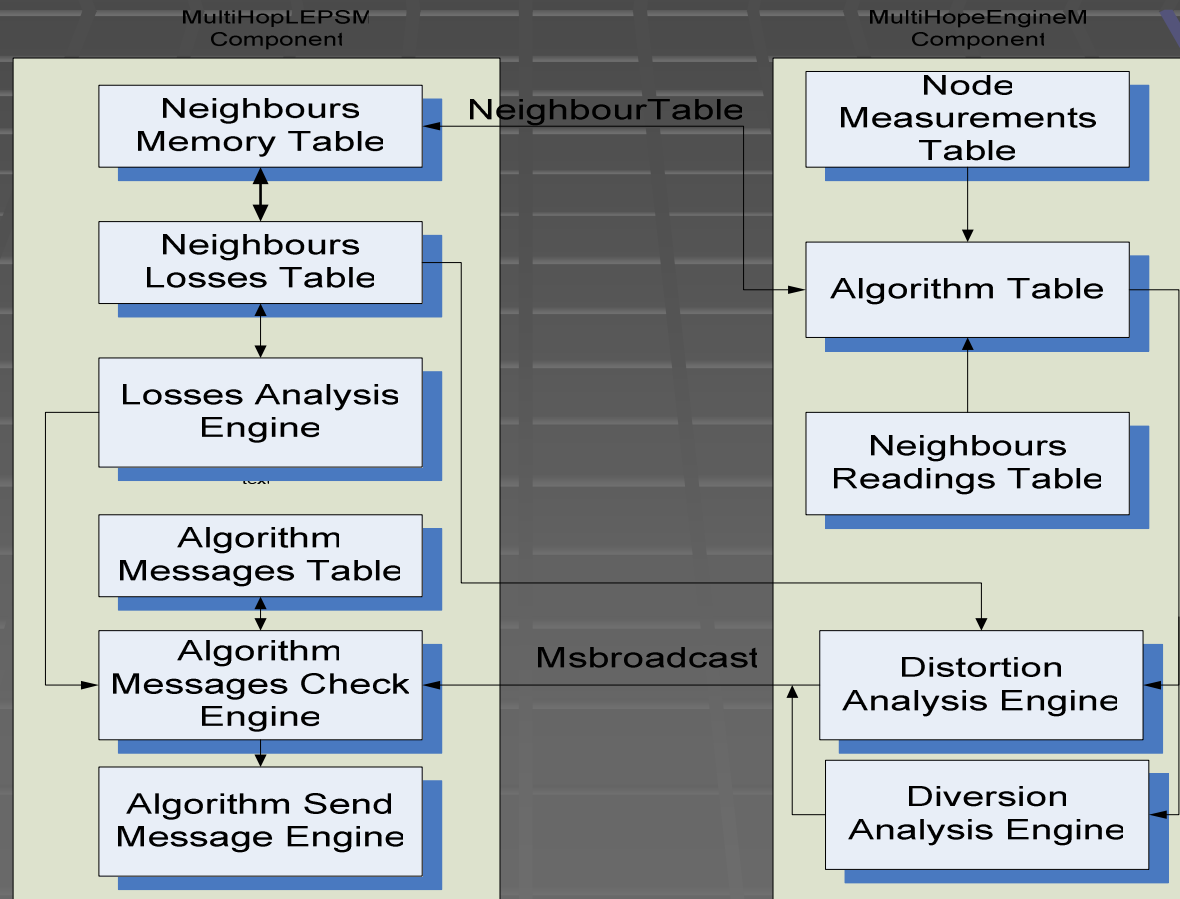 MultiHopLEPSM
Component
Neighbours
Memory Table
Neighbours
Losses Table
Losses Analysis
Engine
text
Algorithm
Messages Table
Algorithm
Messages Check
Engine
Algorithm Send
Message Engine
NeighbourTable
Msbroadcast
MultiHopeEngineM
Component
Node
Measurements
Table
Algorithm Table
Neighbours
Readings Table
Distortion
Analysis Engine
Diversion
Analysis Engine